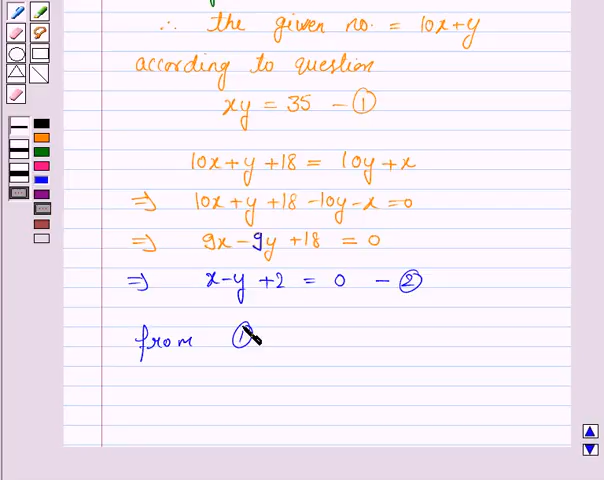 ∴ the given no. = 10x+y
according to question
xy = 35 - ①
10x+y+18 = 10y+x
⇒ 10x+y+18-10y-x=0
⇒ 9x-9y+18 = 0
⇒ x-y+2 = 0 - ②
from ①